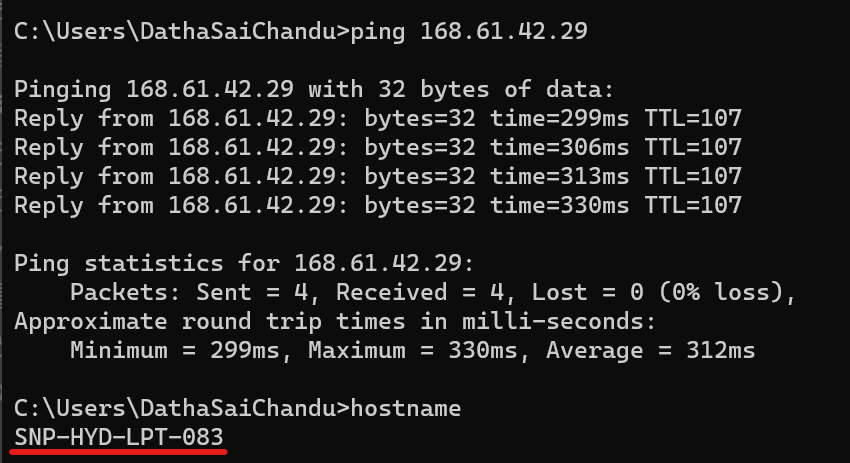 C:\Users\DathaSaiChandu>ping 168.61.42.29
Pinging 168.61.42.29 with 32 bytes of data:
Reply from 168.61.42.29: bytes=32 time=299ms TTL=107
Reply from 168.61.42.29: bytes=32 time=306ms TTL=107
Reply from 168.61.42.29: bytes=32 time=313ms TTL=107
Reply from 168.61.42.29: bytes=32 time=330ms TTL=107
Ping statistics for 168.61.42.29:
    Packets: Sent = 4, Received = 4, Lost = 0 (0% loss),
Approximate round trip times in milli-seconds:
    Minimum = 299ms, Maximum = 330ms, Average = 312ms
C:\Users\DathaSaiChandu>hostname
SNP-HYD-LPT-083